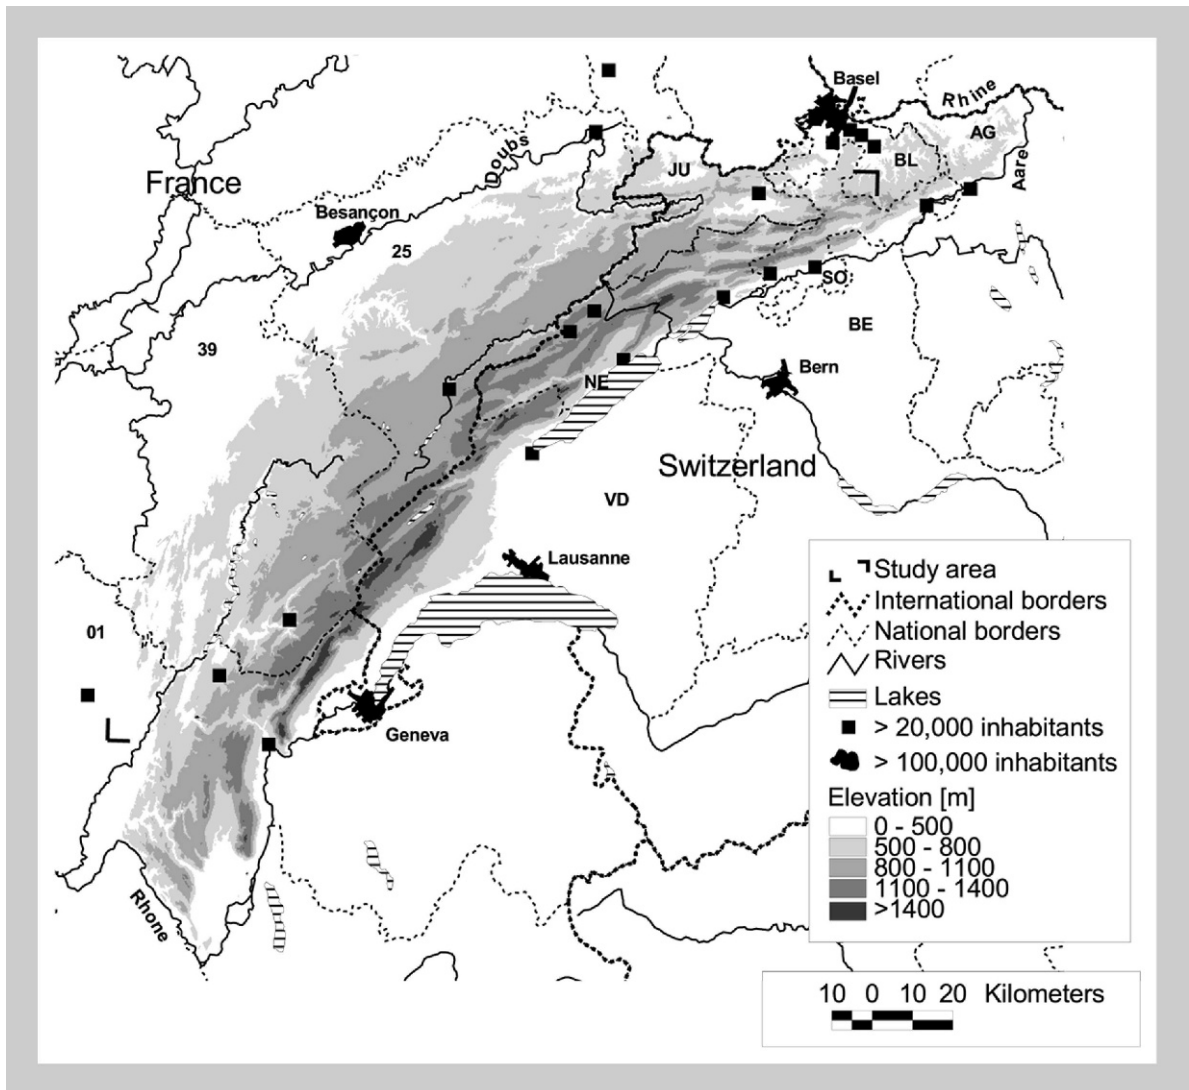 Basel
Rhine
AG
Doubs
JU
BL
Aare
France
Besançon
25
SO
BE
39
Bern
NE
Switzerland
VD
Lausanne
01
Geneva
Rhone
Study area
International borders
National borders
Rivers
Lakes
> 20,000 inhabitants
> 100,000 inhabitants
Elevation [m]
0 - 500
500 - 800
800 - 1100
1100 - 1400
>1400
10 0 10 20 Kilometers